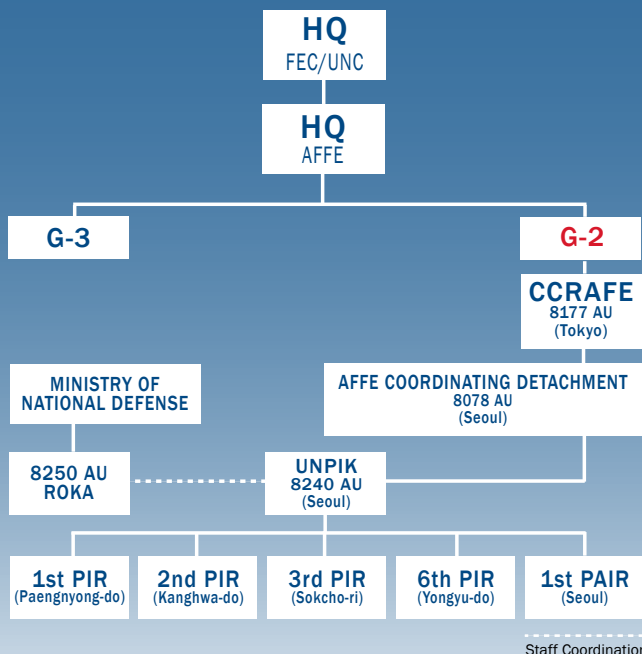 HQ
FEC/UNC
HQ
AFFE
G-3
G-2
CCRAFE
8177 AU
(Tokyo)
MINISTRY OF
NATIONAL DEFENSE
AFFE COORDINATING DETACHMENT
8078 AU
(Seoul)
8250 AU
ROKA
UNPIK
8240 AU
(Seoul)
1st PIR
(Paengnyong-do)
2nd PIR
(Kanghwa-do)
3rd PIR
(Sokcho-ri)
6th PIR
(Yongyu-do)
1st PAIR
(Seoul)
Staff Coordination